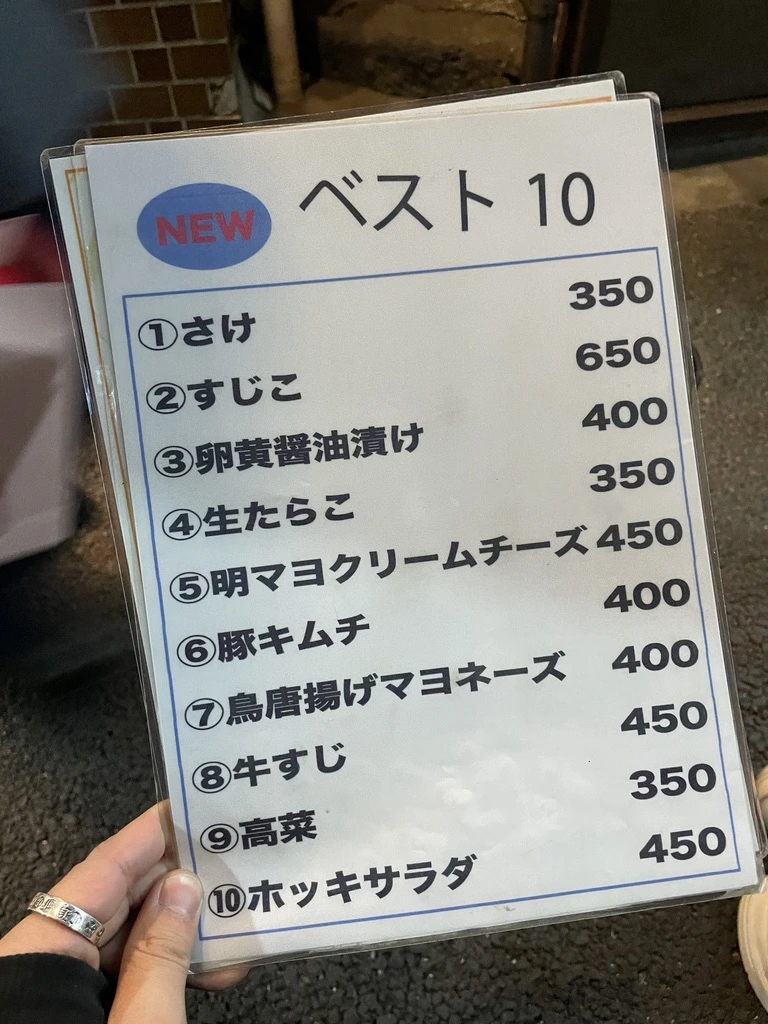 NEW ベスト 10
①さけ 350
②すじこ 650
③卵黄醤油漬け 400
④生たらこ 350
⑤明マヨクリームチーズ 450
⑥豚キムチ 400
⑦鳥唐揚げマヨネーズ 400
⑧牛すじ 450
⑨高菜 350
⑩ホッキサラダ 450